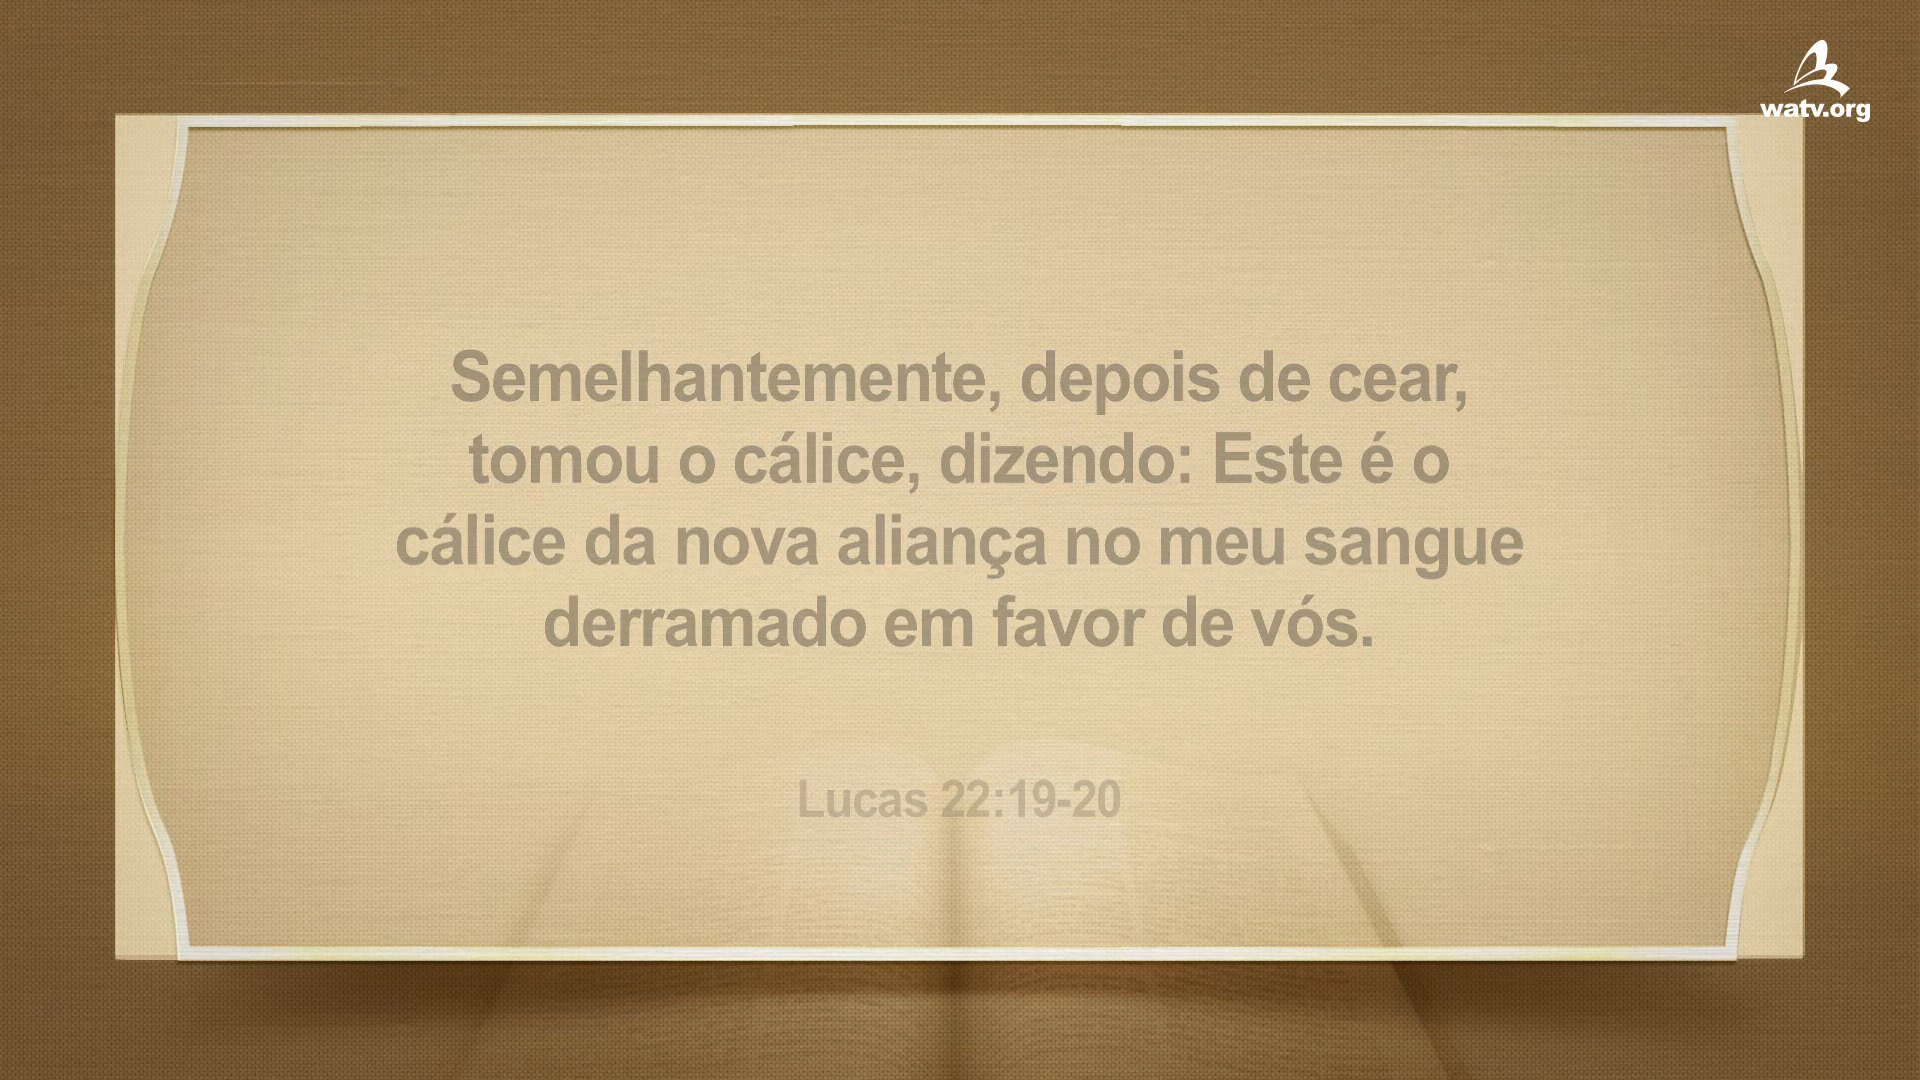 watv.org
Semelhantemente, depois de cear,
tomou o cálice, dizendo: Este é o
cálice da nova aliança no meu sangue
derramado em favor de vós.
Lucas 22:19-20